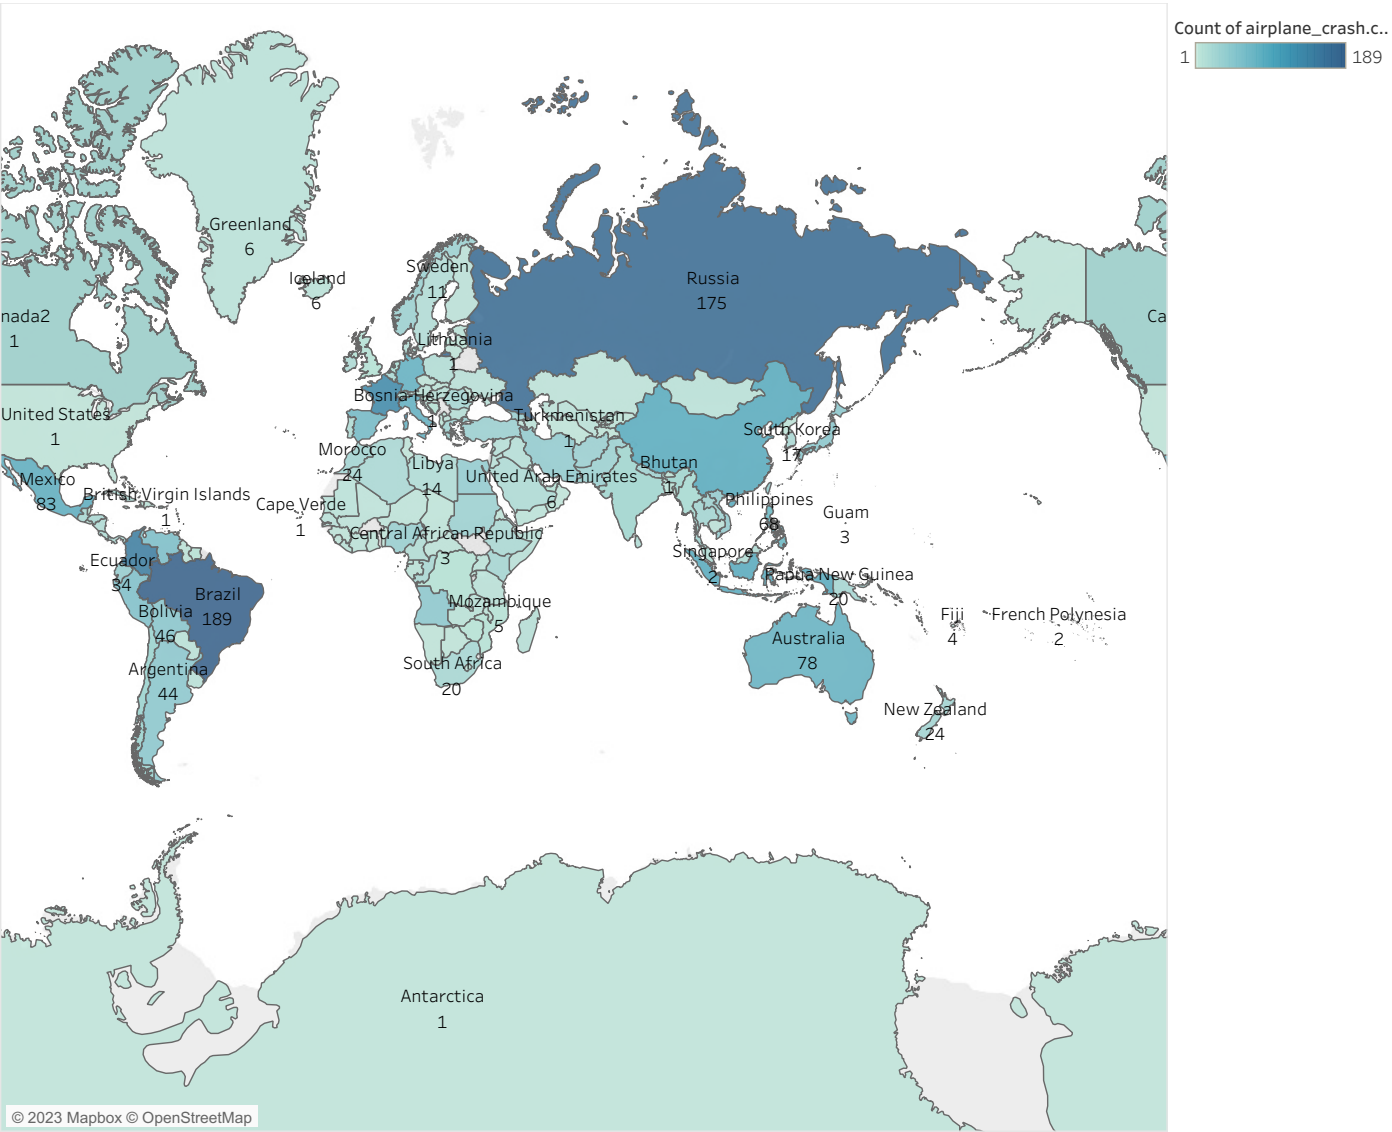 Count of airplane_crash.c..
1
189
Greenland
6
Iceland
6
Sweden
11
Russia
175
nada2
1
Ca
Lithuania
1
Bosnia-Herzegovina
1
United States
1
Turkmenistan
1
South Korea
17
Morocco
24
Libya
14
Bhutan
1
Mexico
83
United Arab Emirates
6
British Virgin Islands
1
Cape Verde
1
Philippines
68
Guam
3
Central African Republic
3
Ecuador
34
Singapore
2
Papua New Guinea
20
Brazil
189
Mozambique
5
Bolivia
46
Fiji
4
French Polynesia
2
Australia
78
South Africa
20
Argentina
44
New Zealand
24
Antarctica
1
© 2023 Mapbox © OpenStreetMap